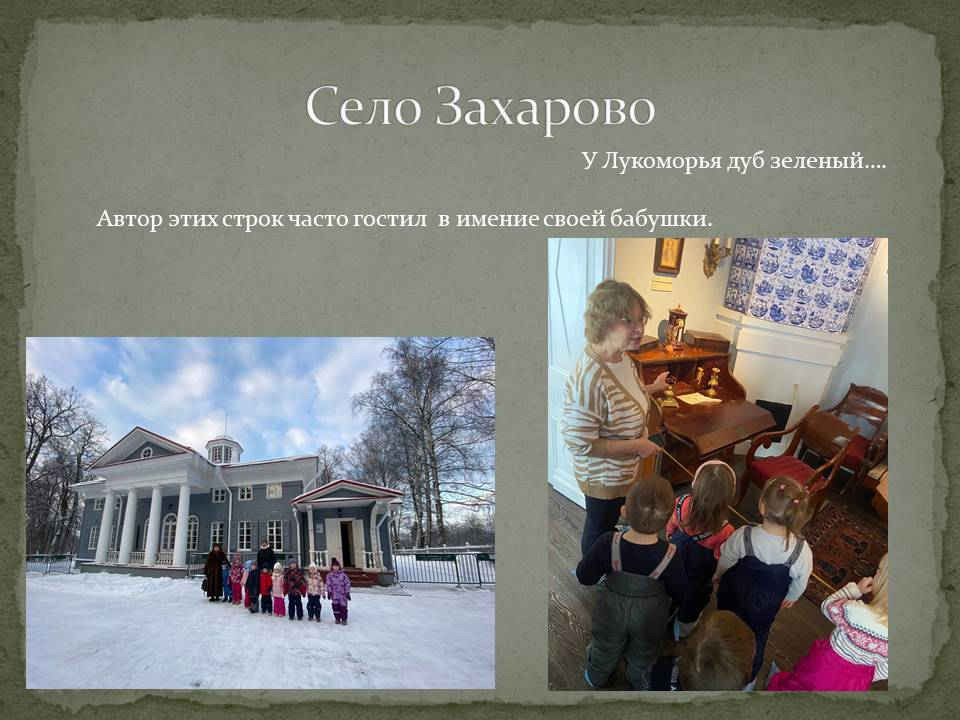 Село Захарово
У Лукоморья дуб зеленый....
Автор этих строк часто гостил в имение своей бабушки.